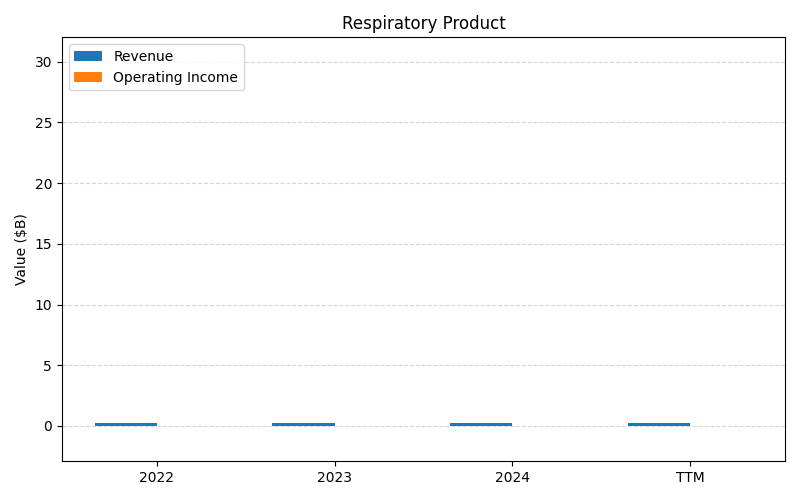 Respiratory Product
Revenue
Operating Income
Value ($B)
30
25
20
15
10
5
0
2022 2023 2024 TTM